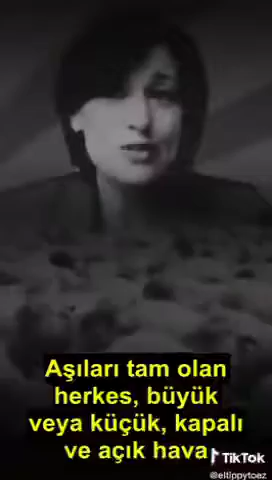 Aşıları tam olan
herkes, büyük
veya küçük, kapalı
ve açık hava
TikTok
@eltippytoez